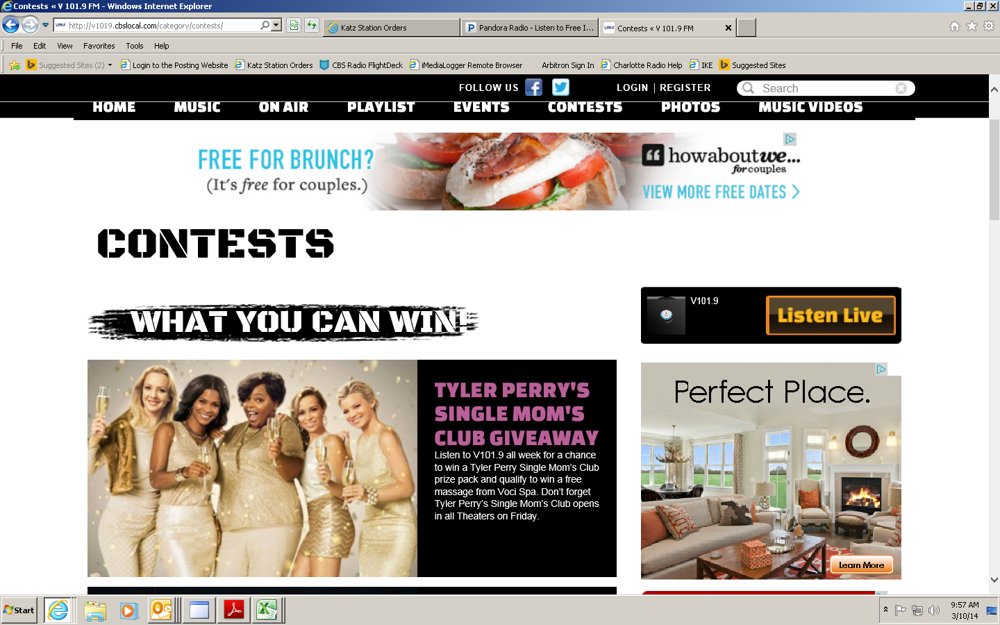 Contests « V 101.9 FM - Windows Internet Explorer
http://v1019.cbslocal.com/category/contests/
Katz Station Orders
Pandora Radio - Listen to Free I...
Contests « V 101.9 FM
File Edit View Favorites Tools Help
Suggested Sites (2)
Login to the Posting Website
Katz Station Orders
CBS Radio FlightDeck
iMediaLogger Remote Browser
Arbitron Sign In
Charlotte Radio Help
IKE
Suggested Sites
FOLLOW US
LOGIN | REGISTER
Search
HOME MUSIC ON AIR PLAYLIST EVENTS CONTESTS PHOTOS MUSIC VIDEOS
FREE FOR BRUNCH?
(It's free for couples.)
howaboutwe...
for couples
VIEW MORE FREE DATES >
CONTESTS
WHAT YOU CAN WIN!
V101.9
Listen Live
TYLER PERRY'S
SINGLE MOM'S
CLUB GIVEAWAY
Listen to V101.9 all week for a chance
to win a Tyler Perry Single Mom's Club
prize pack and qualify to win a free
massage from Voci Spa. Don't forget
Tyler Perry's Single Mom's Club opens
in all Theaters on Friday.
Perfect Place.
Learn More
Start
9:57 AM
3/10/14